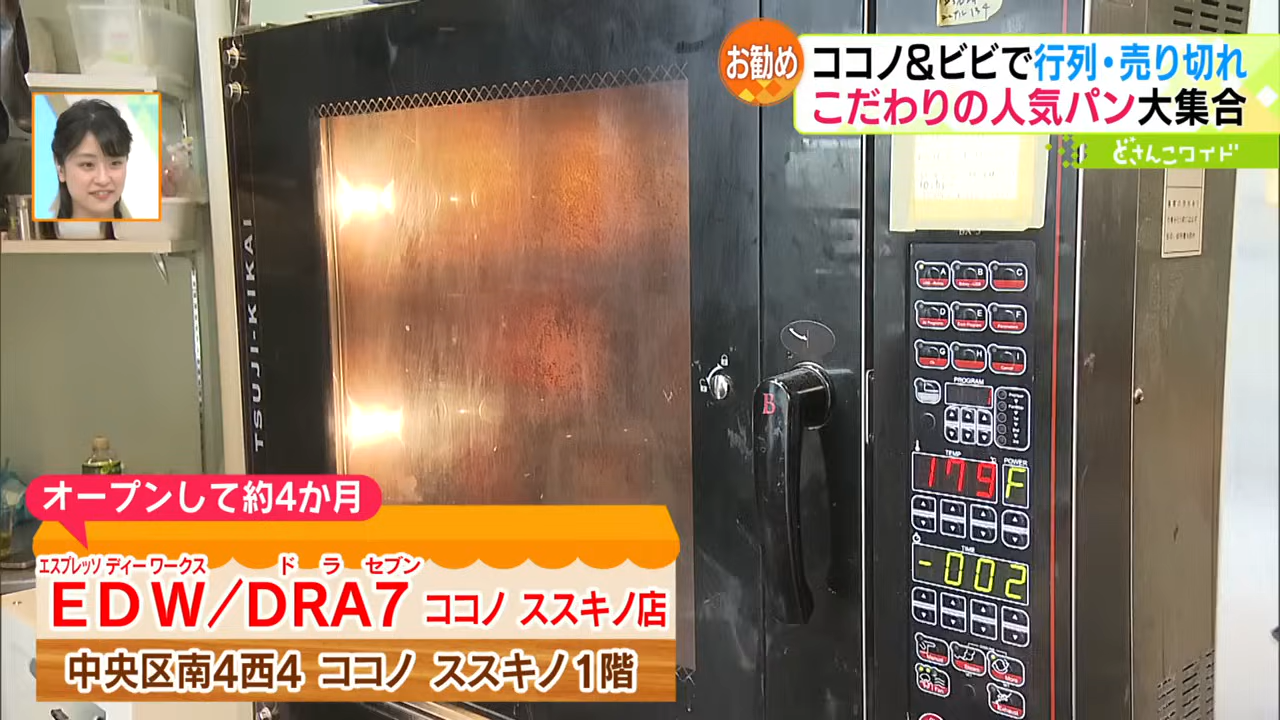 お勧め
ココノ&ビビで行列・売り切れ
こだわりの人気パン大集合
どさんこワイド
TSUJI-KIKAI
B
A
B
C
D
E
F
G
H
I
PROGRAM
TEMP
℃
POWER
179
F
TIME
-002
オープンして約4か月
エスプレッソ ディー ワークス
ド ラ セブン
EDW/DRA7 ココノ ススキノ店
中央区南4西4 ココノ ススキノ1階